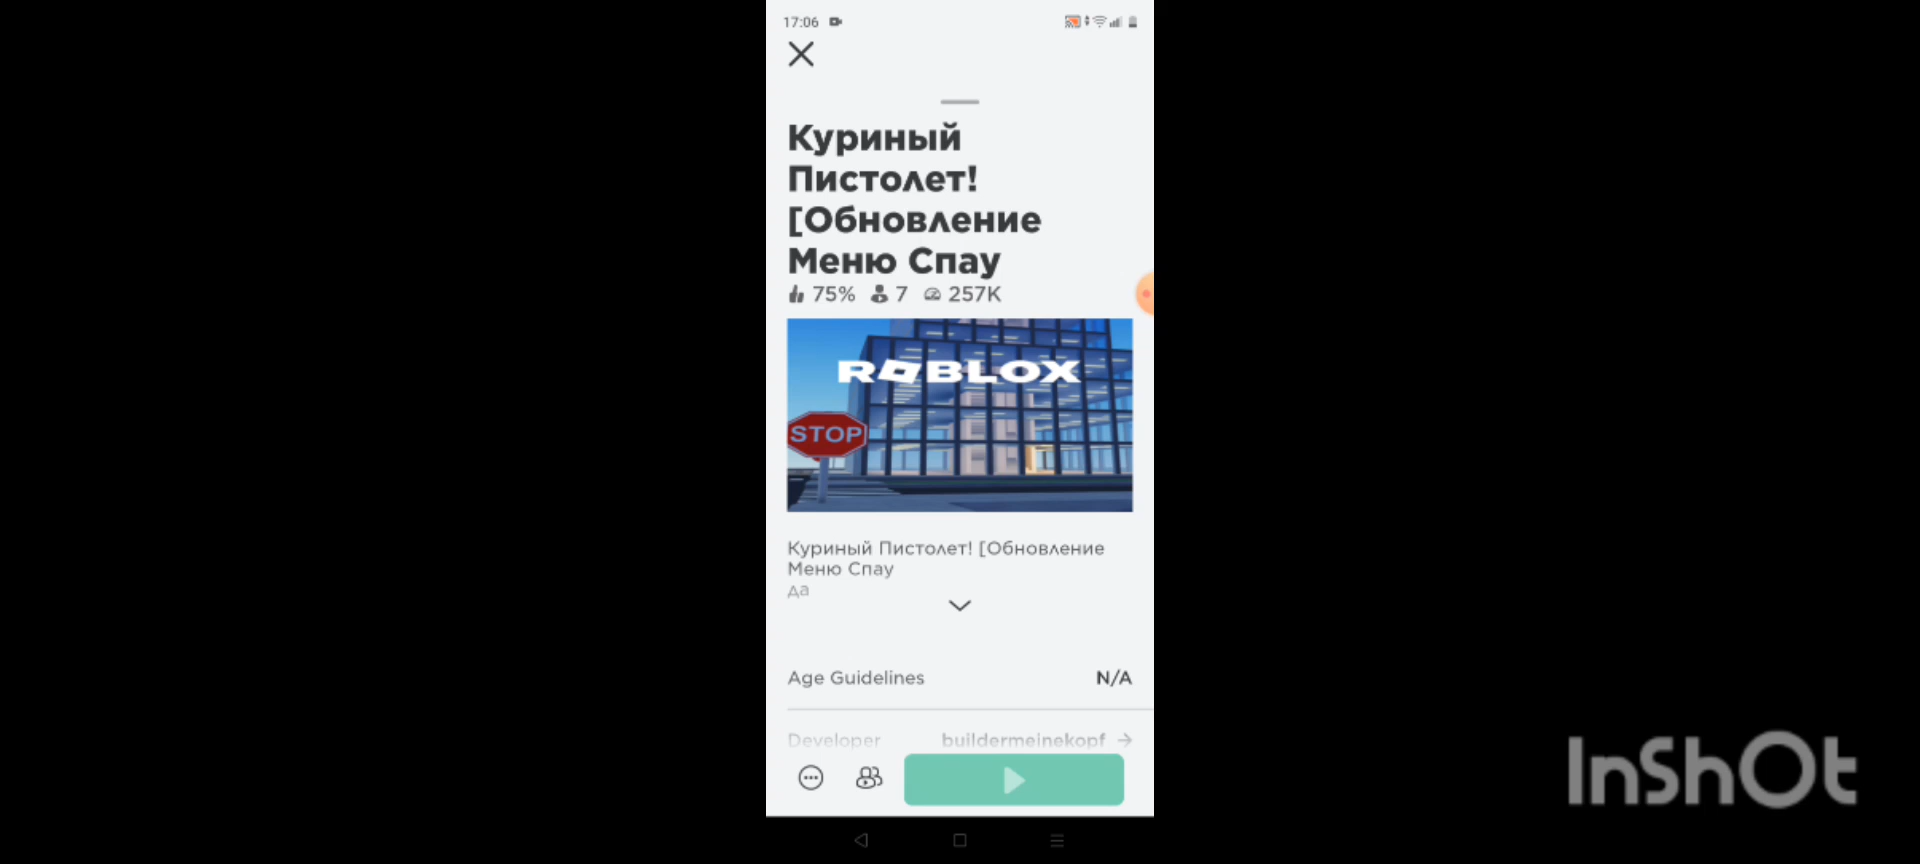 17:06
Куриный
Пистолет!
[Обновление
Меню Спау
75% 7 257K
ROBLOX
STOP
Куриный Пистолет! [Обновление
Меню Спау
да
Age Guidelines N/A
Developer buildermeinekopf
InShOt